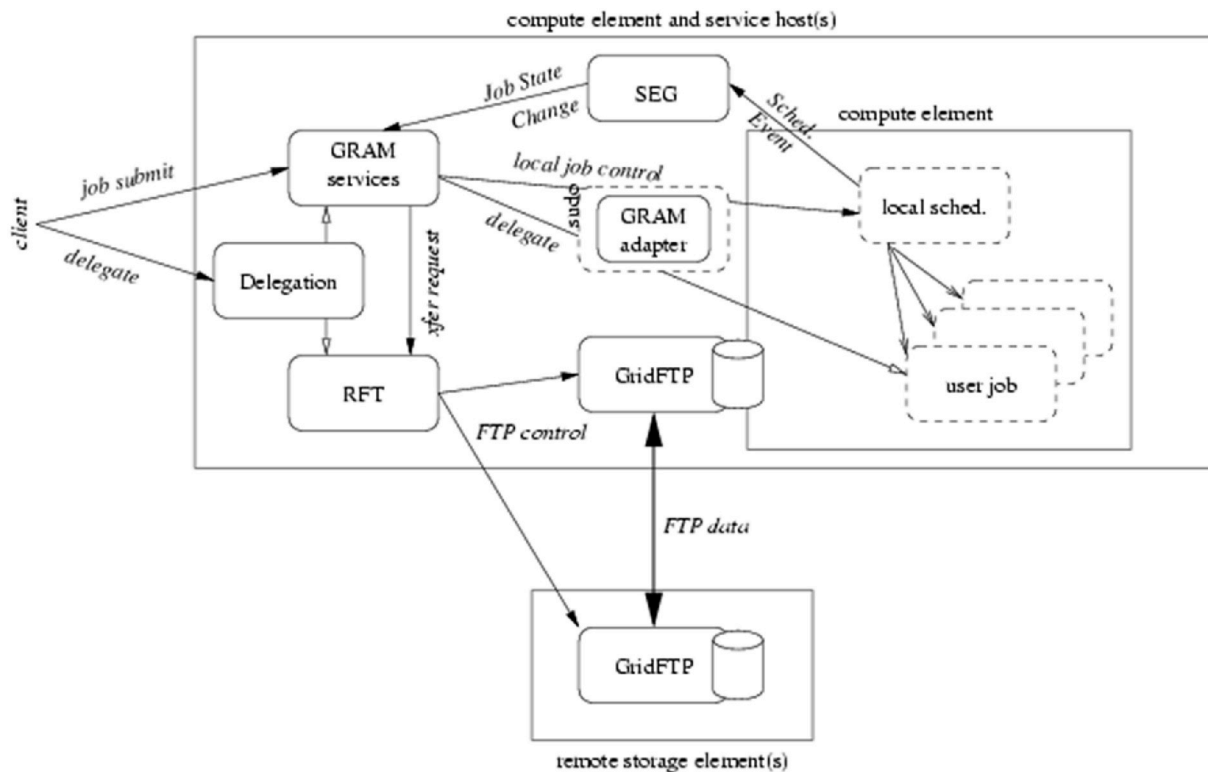 compute element and service host(s)
SEG
Job State
Change
Sched.
Event
compute element
GRAM
services
job submit
local job control
sudo
GRAM
adapter
local sched.
client
delegate
delegate
Delegation
xfer request
RFT
GridFTP
user job
FTP control
FTP data
GridFTP
remote storage element(s)